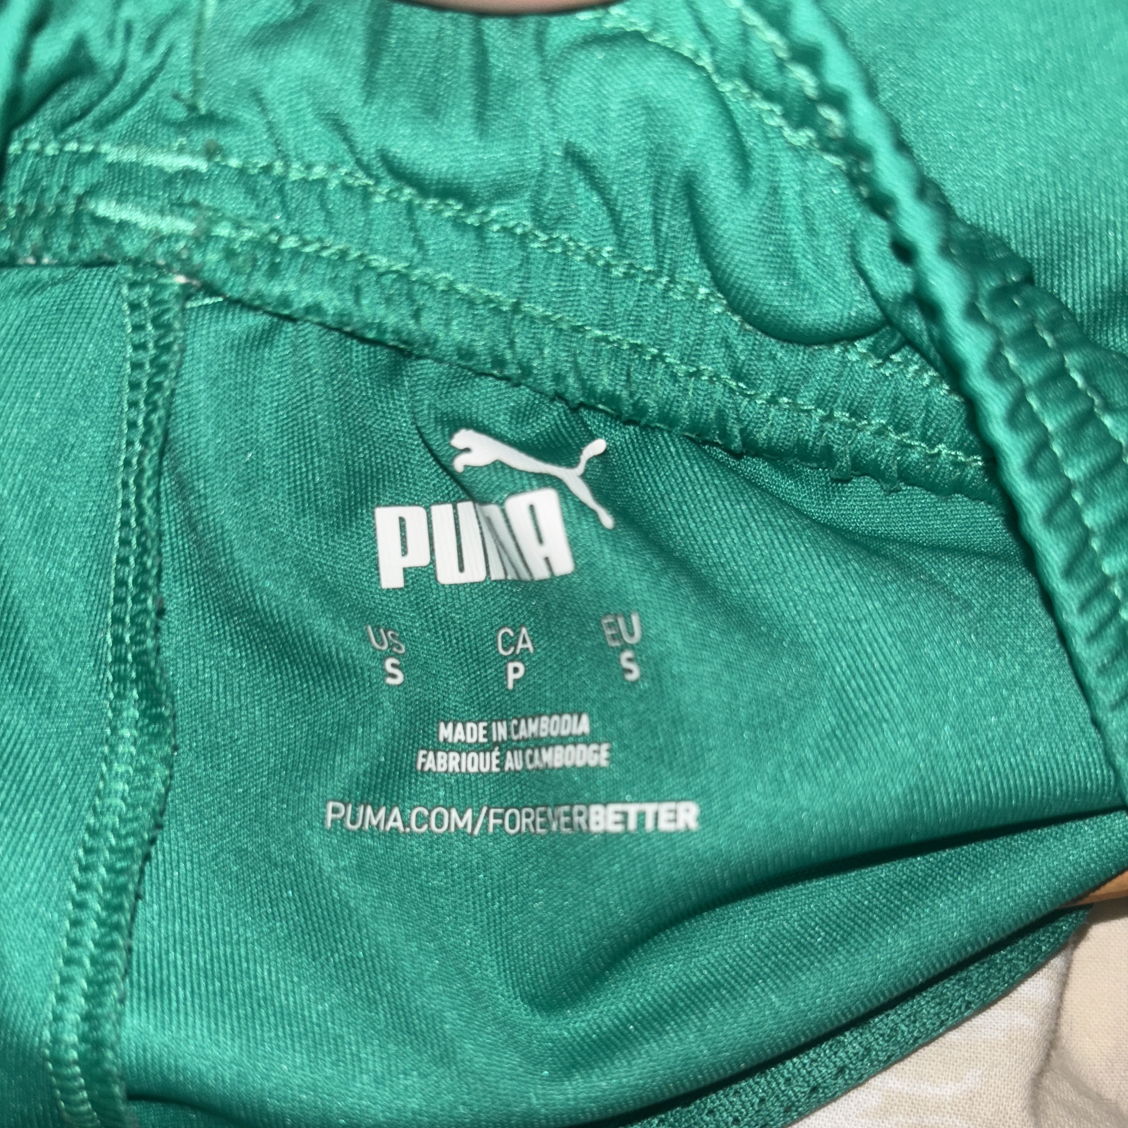 PUMA
US CA EU
S P S
MADE IN CAMBODIA
FABRIQUÉ AU CAMBODGE
PUMA.COM/FOREVERBETTER